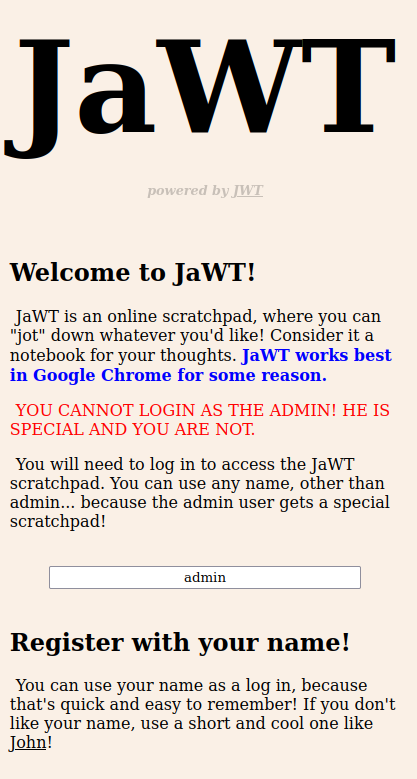 JaWT
powered by JWT
Welcome to JaWT!
JaWT is an online scratchpad, where you can
"jot" down whatever you'd like! Consider it a
notebook for your thoughts. JaWT works best
in Google Chrome for some reason.
YOU CANNOT LOGIN AS THE ADMIN! HE IS
SPECIAL AND YOU ARE NOT.
You will need to log in to access the JaWT
scratchpad. You can use any name, other than
admin... because the admin user gets a special
scratchpad!
admin
Register with your name!
You can use your name as a log in, because
that's quick and easy to remember! If you don't
like your name, use a short and cool one like
John!